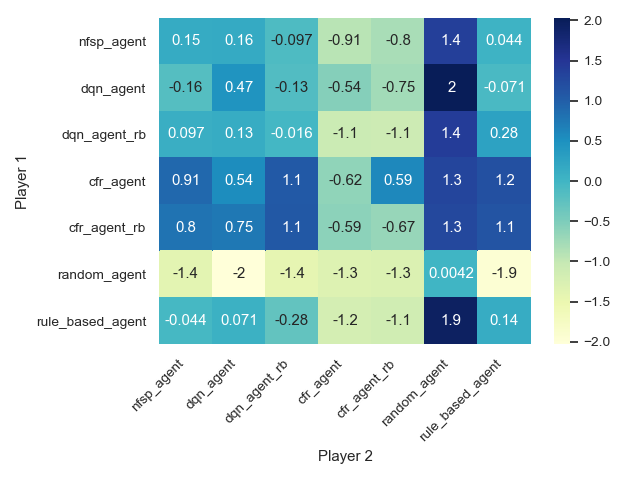 nfsp_agent 0.15 0.16 -0.097 -0.91 -0.8 1.4 0.044
dqn_agent -0.16 0.47 -0.13 -0.54 -0.75 2 -0.071
dqn_agent_rb 0.097 0.13 -0.016 -1.1 -1.1 1.4 0.28
cfr_agent 0.91 0.54 1.1 -0.62 0.59 1.3 1.2
cfr_agent_rb 0.8 0.75 1.1 -0.59 -0.67 1.3 1.1
random_agent -1.4 -2 -1.4 -1.3 -1.3 0.0042 -1.9
rule_based_agent -0.044 0.071 -0.28 -1.2 -1.1 1.9 0.14
nfsp_agent dqn_agent dqn_agent_rb cfr_agent cfr_agent_rb random_agent rule_based_agent
Player 2
Player 1
2.0
1.5
1.0
0.5
0.0
−0.5
−1.0
−1.5
−2.0